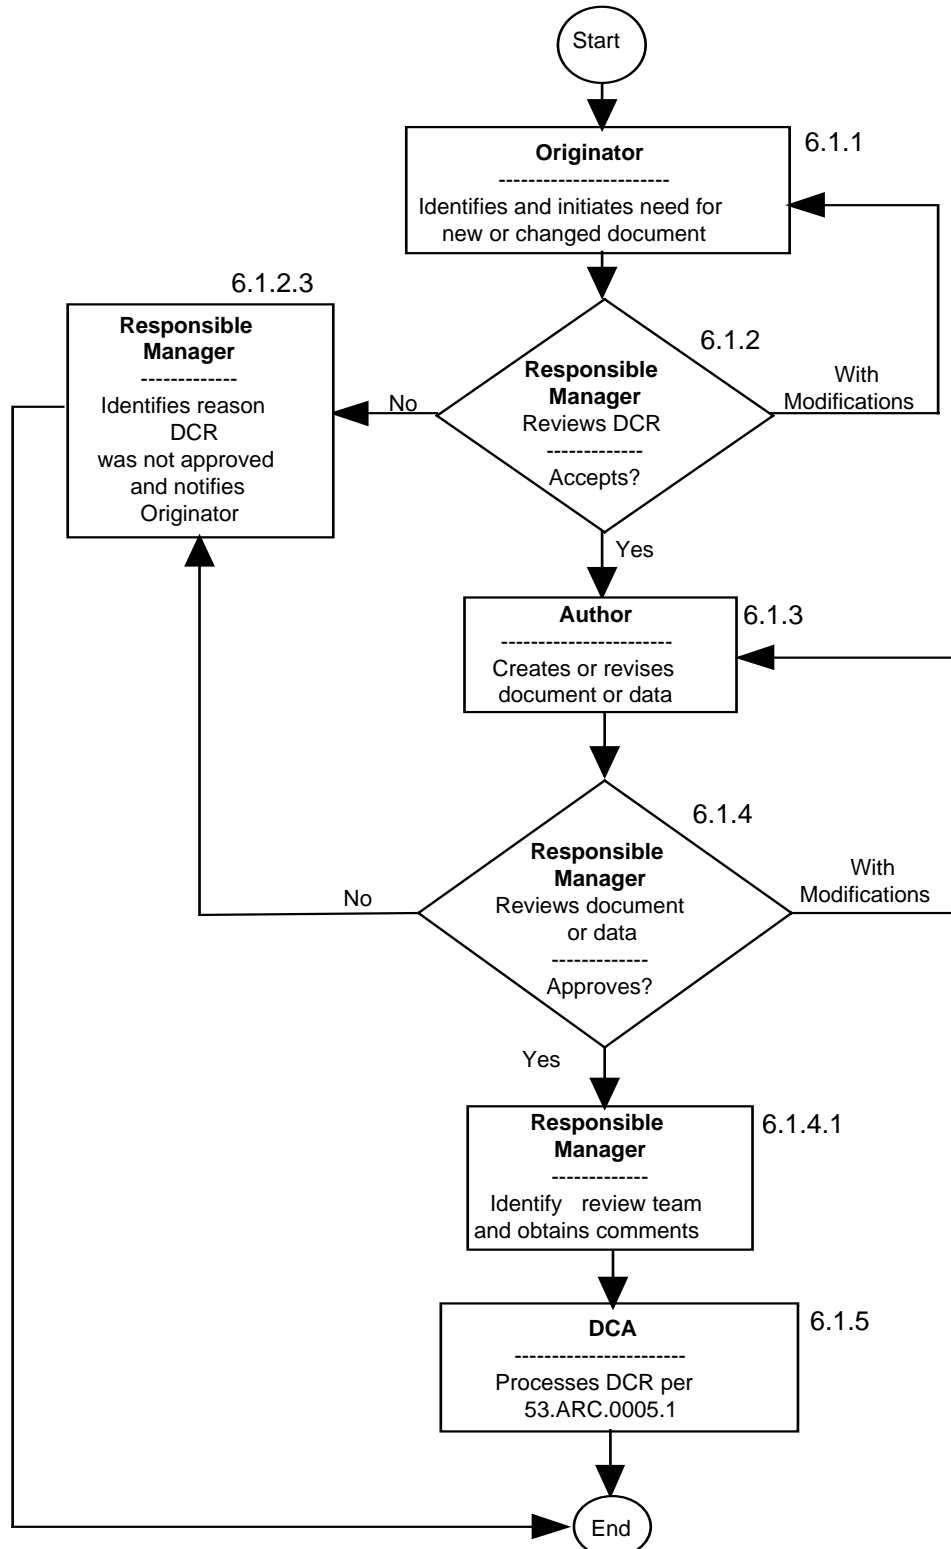 Start
6.1.1
Originator
-----------------------
Identifies and initiates need for
new or changed document
6.1.2.3
Responsible
Manager
-------------
Identifies reason
DCR
was not approved
and notifies
Originator
6.1.2
Responsible
Manager
Reviews DCR
-------------
Accepts?
No
With
Modifications
Yes
6.1.3
Author
-----------------------
Creates or revises
document or data
6.1.4
Responsible
Manager
Reviews document
or data
-------------
Approves?
No
With
Modifications
Yes
6.1.4.1
Responsible
Manager
-------------
Identify review team
and obtains comments
6.1.5
DCA
-----------------------
Processes DCR per
53.ARC.0005.1
End